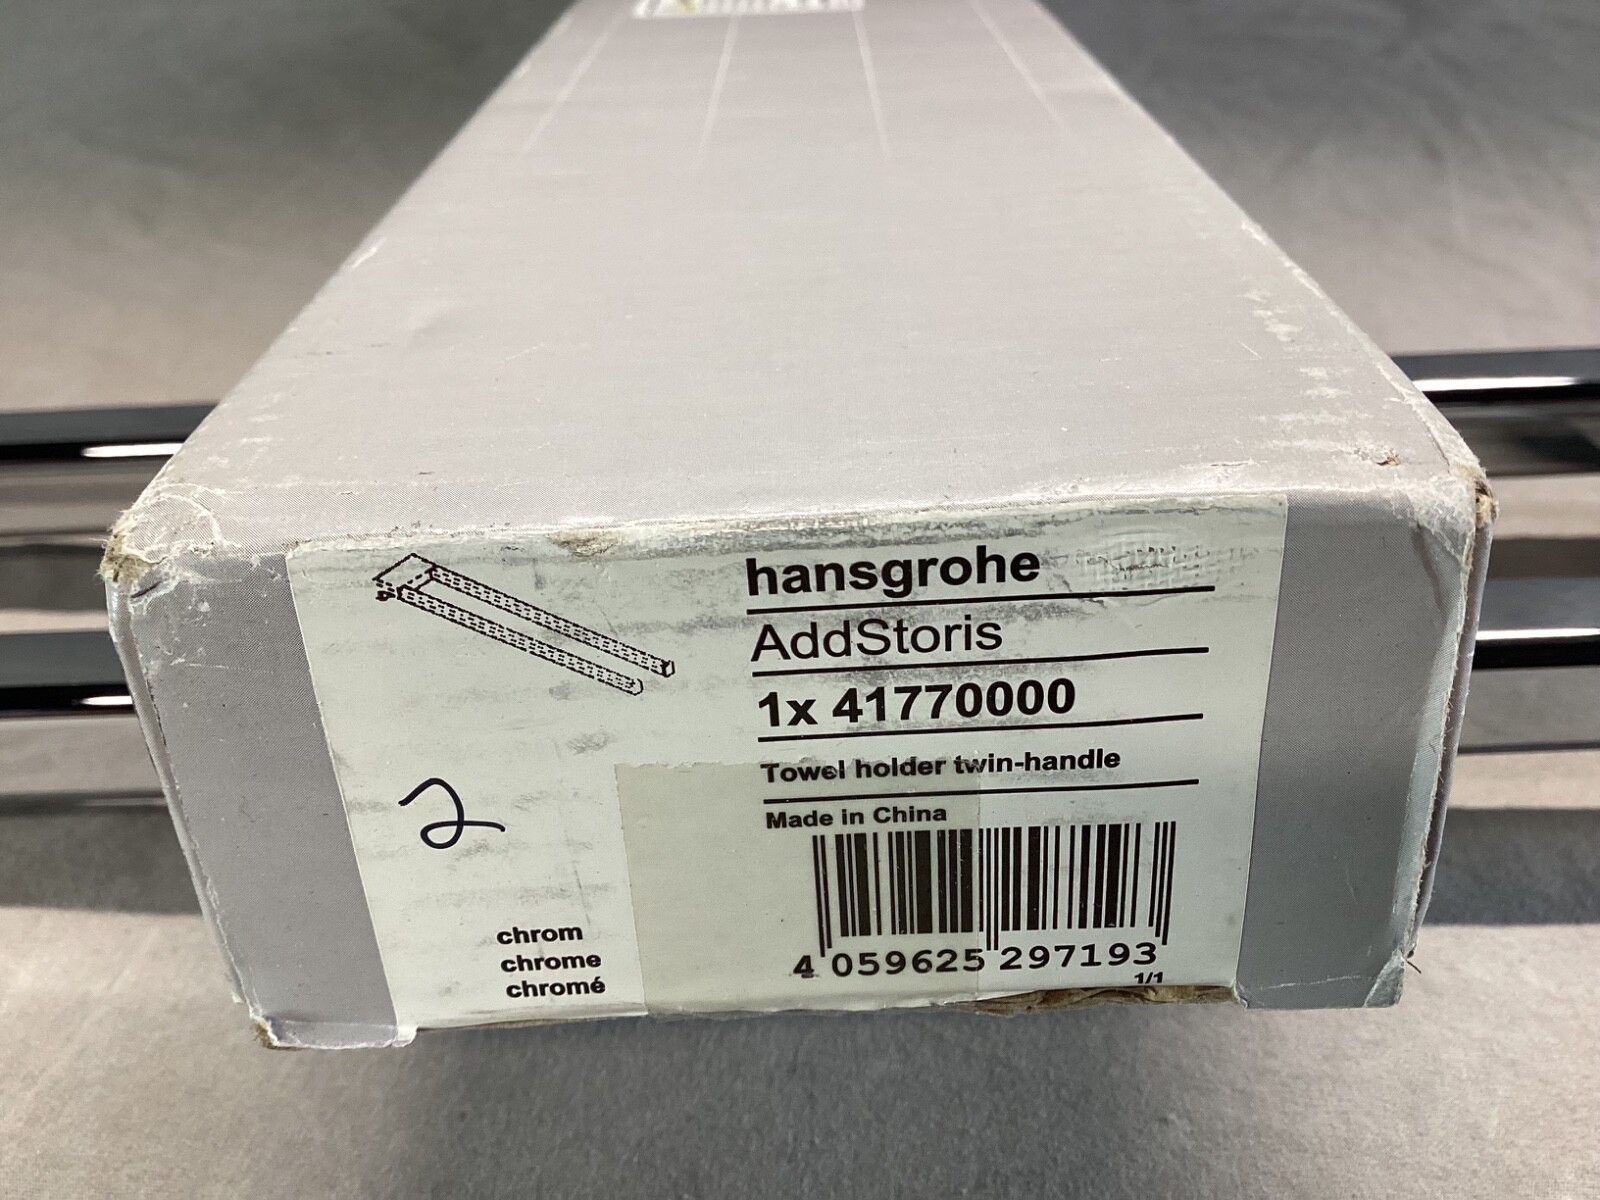 hansgrohe
AddStoris
1x 41770000
Towel holder twin-handle
Made in China
2
chrom
chrome
chromé
4 059625 297193
1/1